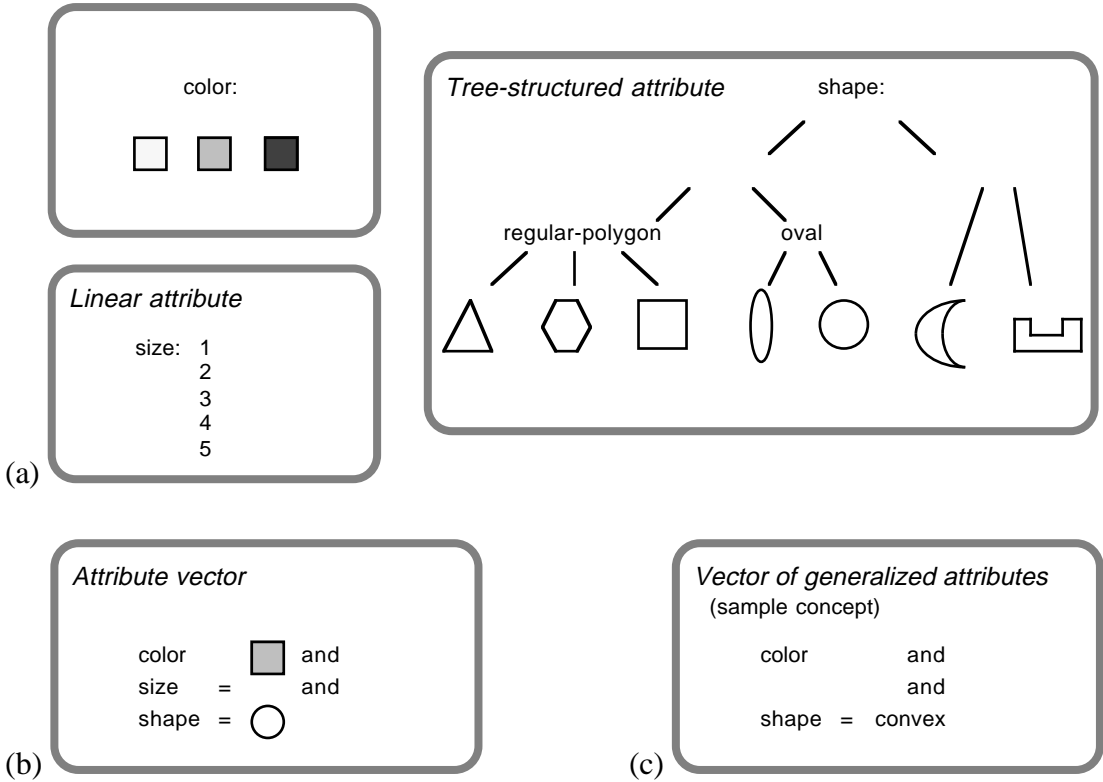 color:
Tree-structured attribute
shape:
regular-polygon
oval
Linear attribute
size: 1
2
3
4
5
(a)
Attribute vector
color and
size = and
shape =
(b)
Vector of generalized attributes
(sample concept)
color and
and
shape = convex
(c)